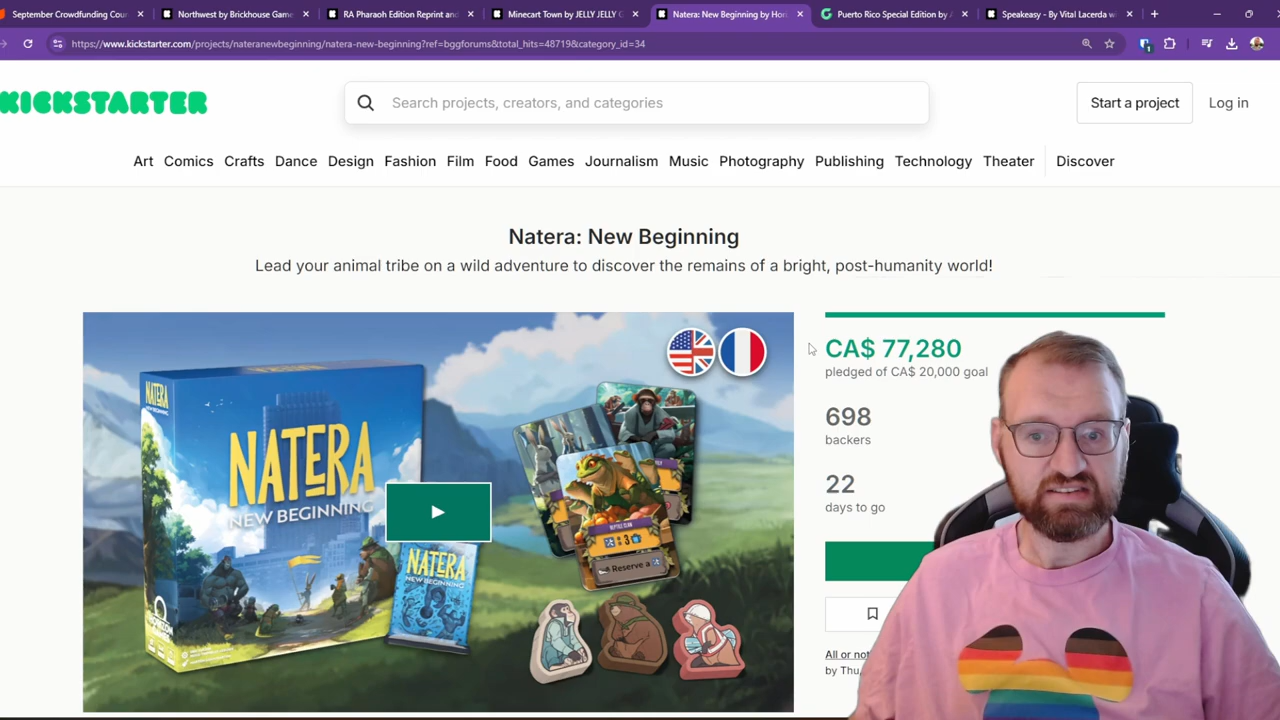 September Crowdfunding Cou
Northwest by Brickhouse Gam
RA Pharaoh Edition Reprint and
Minecart Town by JELLY JELLY G
Natera: New Beginning by Hor
Puerto Rico Special Edition by A
Speakeasy - By Vital Lacerda w
https://www.kickstarter.com/projects/nateranewbeginning/natera-new-beginning?ref=bggforums&total_hits=48719&category_id=34
KICKSTARTER
Search projects, creators, and categories
Start a project
Log in
Art Comics Crafts Dance Design Fashion Film Food Games Journalism Music Photography Publishing Technology Theater Discover
Natera: New Beginning
Lead your animal tribe on a wild adventure to discover the remains of a bright, post-humanity world!
NATERA
NATERA
NEW BEGINNING
NATERA
NEW BEGINNING
REPTILE CLAN
3
Reserve a
CA$ 77,280
pledged of CA$ 20,000 goal
698
backers
22
days to go
All or not
by Thu,